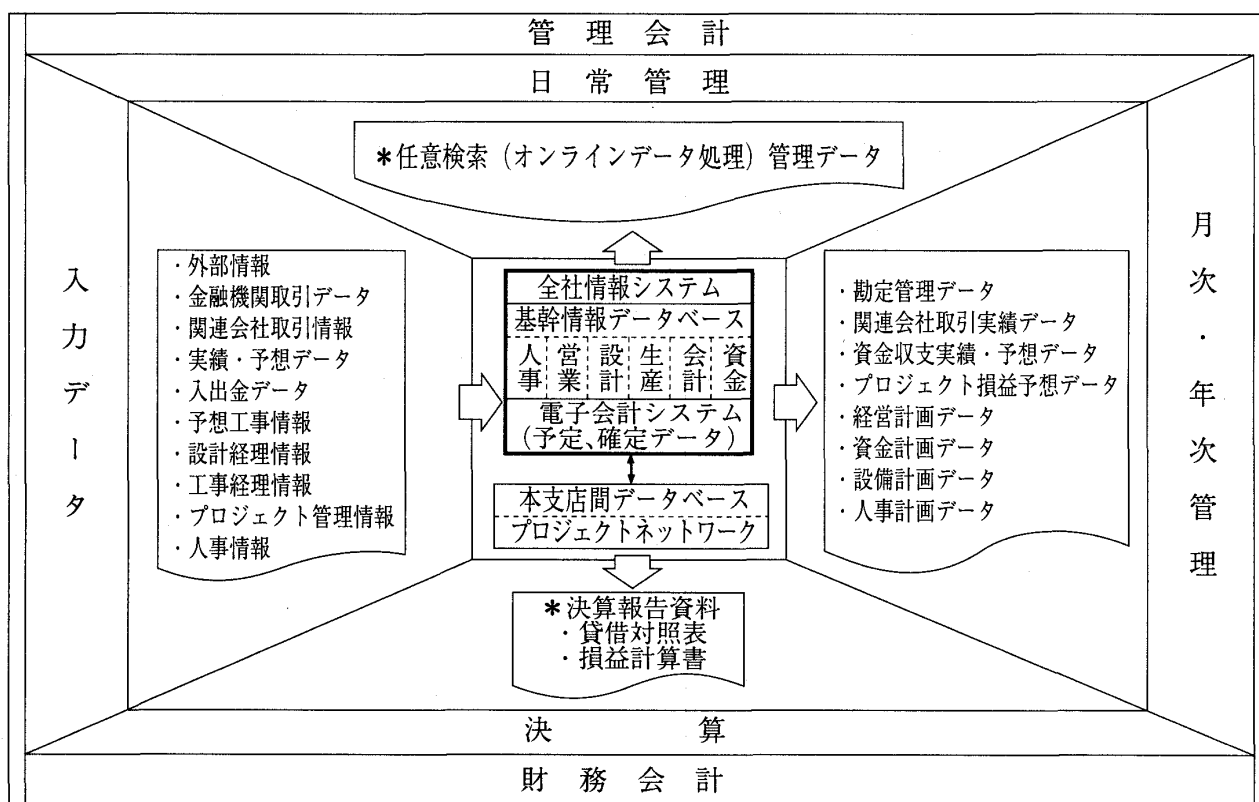 管理会計
日常管理
*任意検索（オンラインデータ処理）管理データ
入力データ
・外部情報
・金融機関取引データ
・関連会社取引情報
・実績・予想データ
・入出金データ
・予想工事情報
・設計経理情報
・工事経理情報
・プロジェクト管理情報
・人事情報
全社情報システム
基幹情報データベース
人事 営業 設計 生産 会計 資金
電子会計システム
(予定、確定データ)
本支店間データベース
プロジェクトネットワーク
・勘定管理データ
・関連会社取引実績データ
・資金収支実績・予想データ
・プロジェクト損益予想データ
・経営計画データ
・資金計画データ
・設備計画データ
・人事計画データ
月次・年次管理
*決算報告資料
・貸借対照表
・損益計算書
決算
財務会計